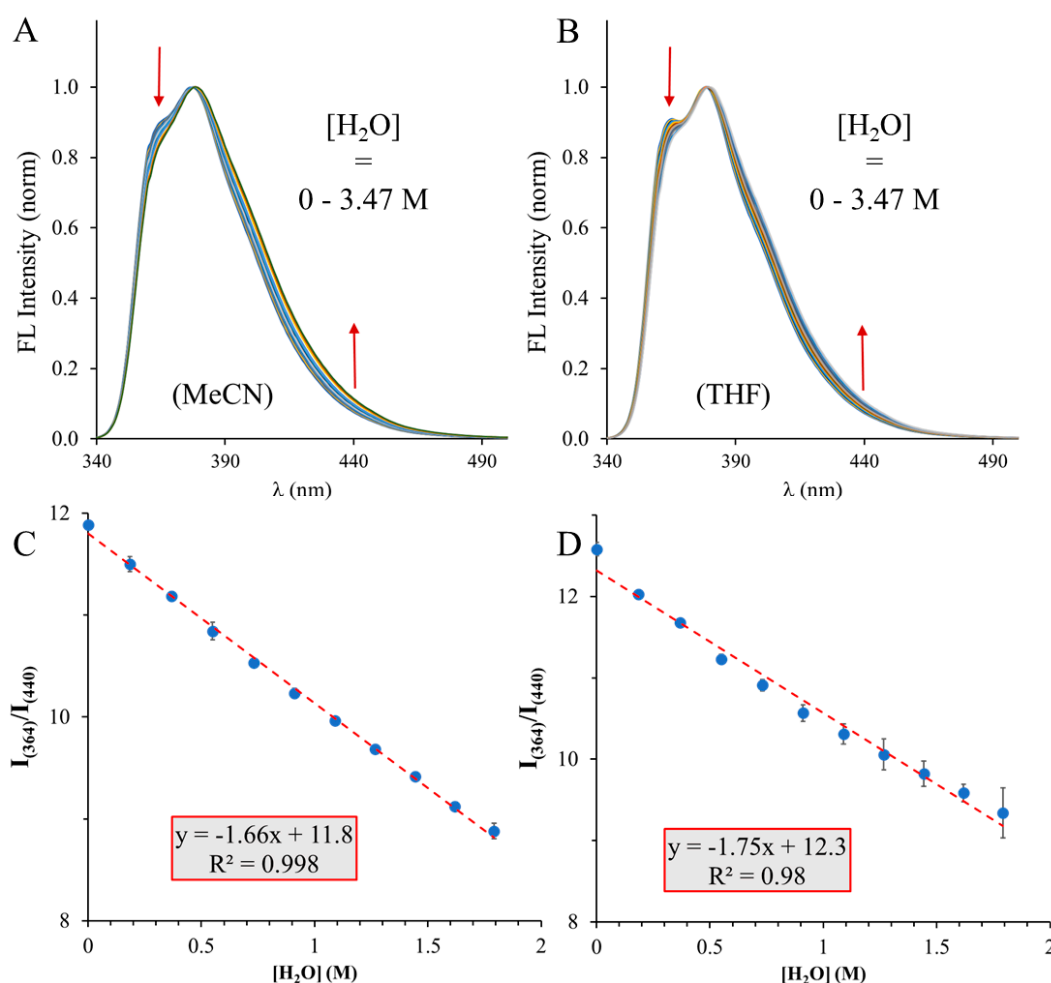 A
FL Intensity (norm)
1.0
0.8
0.6
0.4
0.2
0.0
[H₂O]
=
0 - 3.47 M
(MeCN)
340
390
440
490
λ (nm)
B
FL Intensity (norm)
1.0
0.8
0.6
0.4
0.2
0.0
[H₂O]
=
0 - 3.47 M
(THF)
340
390
440
490
λ (nm)
C
I(364)/I(440)
12
10
8
y = -1.66x + 11.8
R² = 0.998
0
0.5
1
1.5
2
[H₂O] (M)
D
I(364)/I(440)
12
10
8
y = -1.75x + 12.3
R² = 0.98
0
0.5
1
1.5
2
[H₂O] (M)